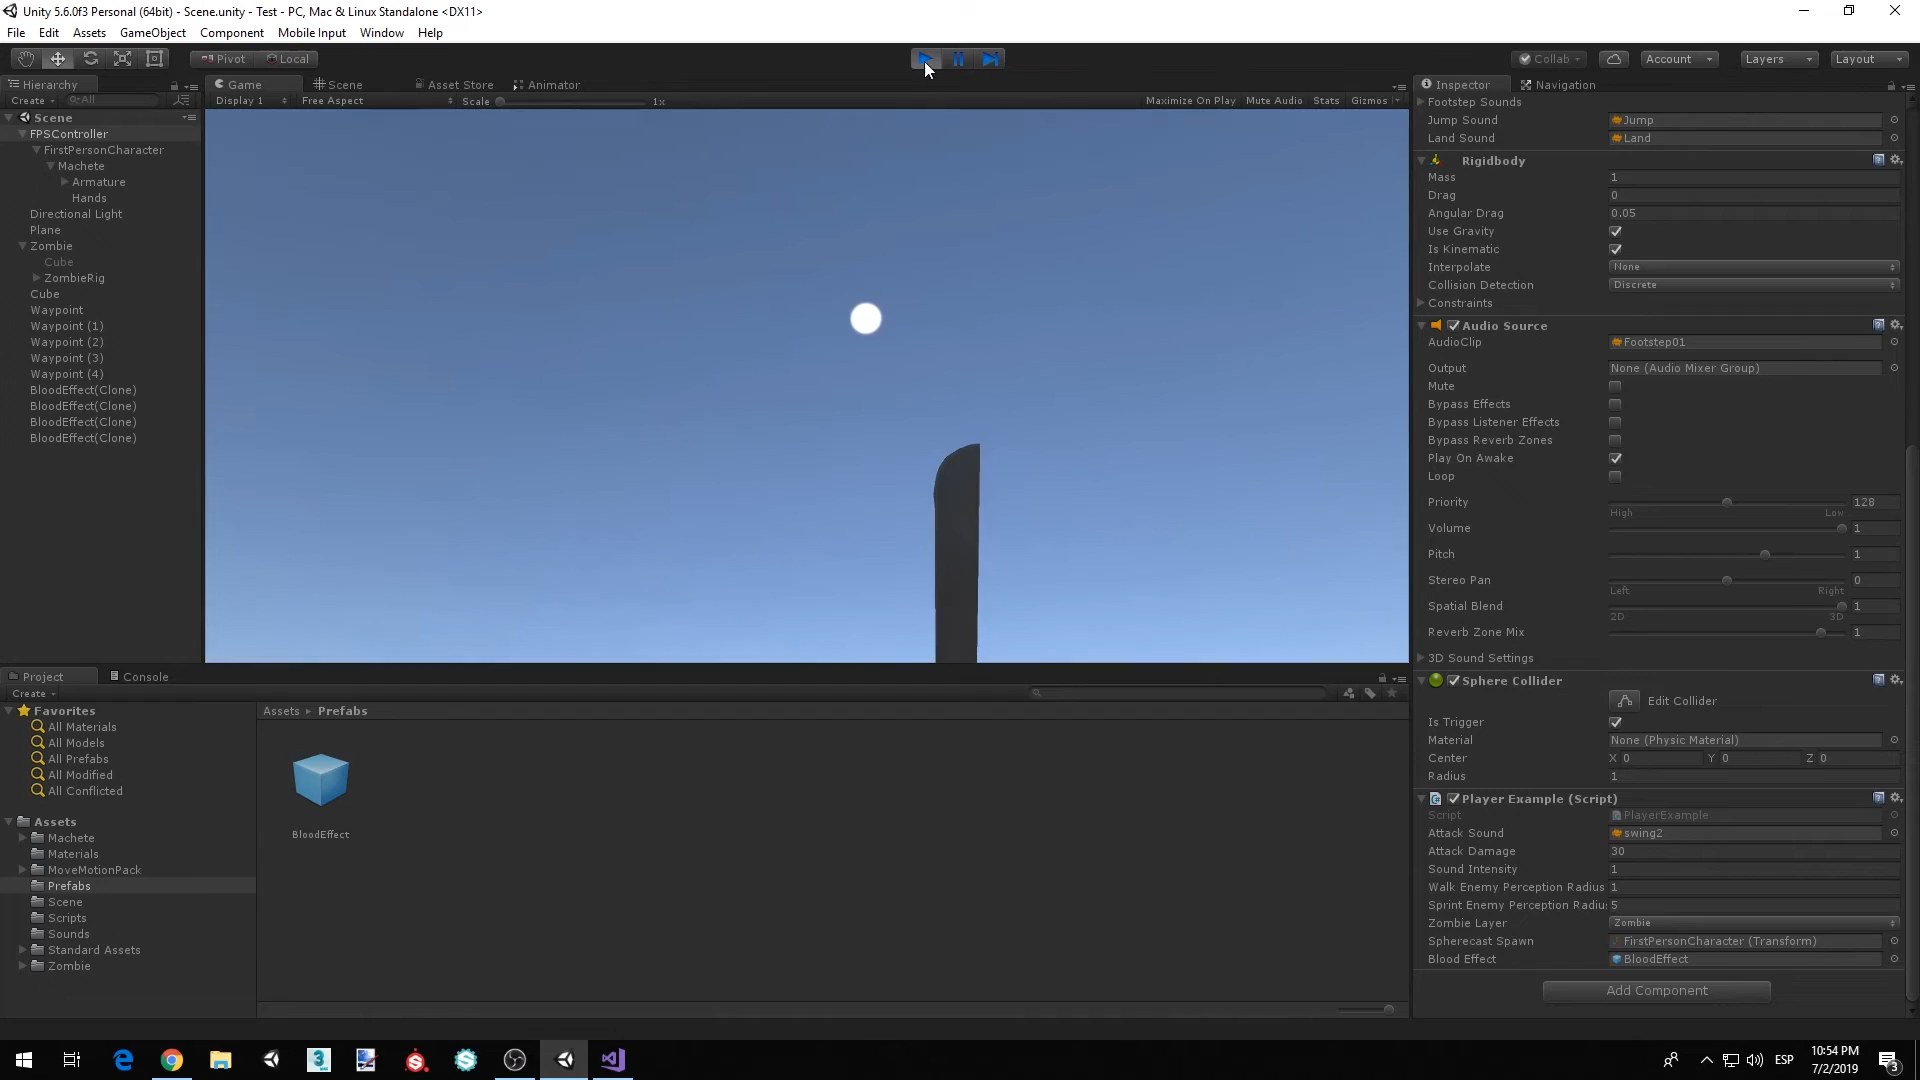 Unity 5.6.0f3 Personal (64bit) - Scene.unity - Test - PC, Mac & Linux Standalone <DX11>
File Edit Assets GameObject Component Mobile Input Window Help
Pivot Local
Collab Account Layers Layout
Hierarchy
Create All
Scene
FPSController
FirstPersonCharacter
Machete
Armature
Hands
Directional Light
Plane
Zombie
Cube
ZombieRig
Cube
Waypoint
Waypoint (1)
Waypoint (2)
Waypoint (3)
Waypoint (4)
BloodEffect(Clone)
BloodEffect(Clone)
BloodEffect(Clone)
BloodEffect(Clone)
Game Scene Asset Store Animator
Display 1 Free Aspect Scale 1x Maximize On Play Mute Audio Stats Gizmos
Inspector Navigation
Footstep Sounds
Jump Sound Jump
Land Sound Land
Rigidbody
Mass 1
Drag 0
Angular Drag 0.05
Use Gravity
Is Kinematic
Interpolate None
Collision Detection Discrete
Constraints
Audio Source
AudioClip Footstep01
Output None (Audio Mixer Group)
Mute
Bypass Effects
Bypass Listener Effects
Bypass Reverb Zones
Play On Awake
Loop
Priority 128
High Low
Volume 1
Pitch 1
Stereo Pan 0
Left Right
Spatial Blend 1
2D 3D
Reverb Zone Mix 1
3D Sound Settings
Sphere Collider
Edit Collider
Is Trigger
Material None (Physic Material)
Center X 0 Y 0 Z 0
Radius 1
Player Example (Script)
Script PlayerExample
Attack Sound swing2
Attack Damage 30
Sound Intensity 1
Walk Enemy Perception Radius 1
Sprint Enemy Perception Radiu 5
Zombie Layer Zombie
Spherecast Spawn FirstPersonCharacter (Transform)
Blood Effect BloodEffect
Add Component
Project Console
Create
Favorites
All Materials
All Models
All Prefabs
All Modified
All Conflicted
Assets
Machete
Materials
MoveMotionPack
Prefabs
Scene
Scripts
Sounds
Standard Assets
Zombie
Assets Prefabs
BloodEffect
ESP
10:54 PM
7/2/2019
3